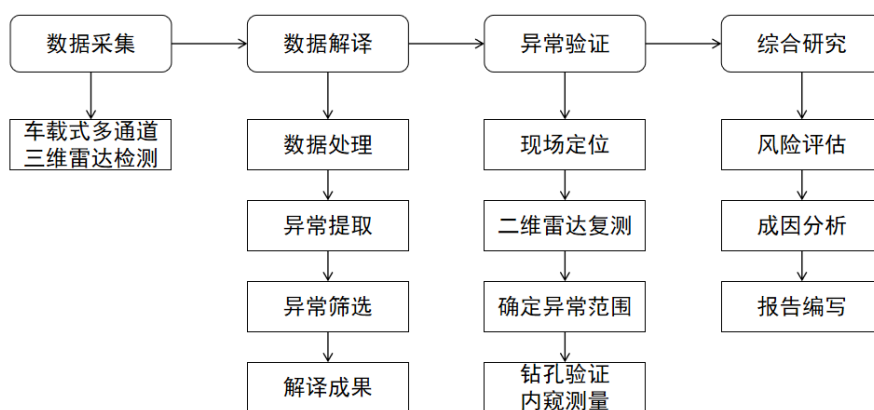 数据采集
数据解译
异常验证
综合研究
车载式多通道
三维雷达检测
数据处理
现场定位
风险评估
异常提取
二维雷达复测
成因分析
异常筛选
确定异常范围
报告编写
解译成果
钻孔验证
内窥测量